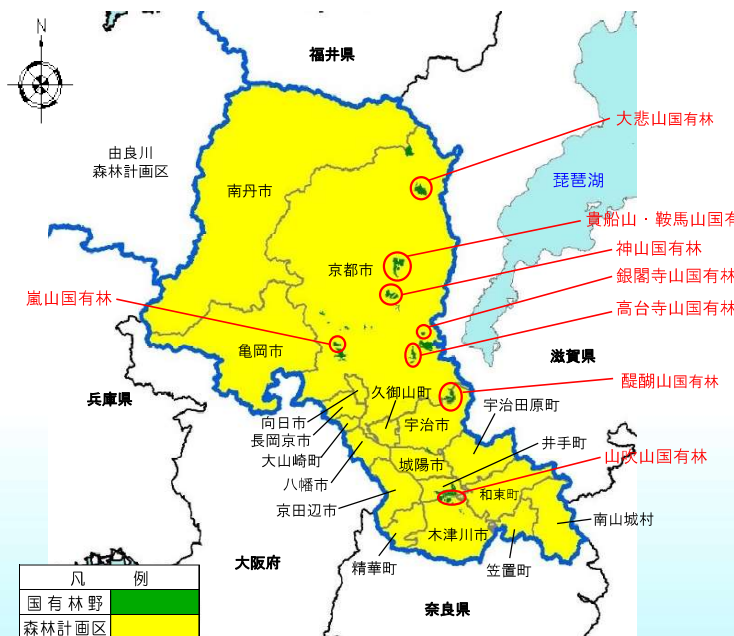 N
福井県
大悲山国有林
由良川
森林計画区
琵琶湖
南丹市
貴船山・鞍馬山国有
京都市
神山国有林
銀閣寺山国有林
嵐山国有林
高台寺山国有林
亀岡市
滋賀県
醍醐山国有林
兵庫県
久御山町
宇治田原町
向日市
宇治市
長岡京市
井手町
大山崎町
城陽市
山吹山国有林
八幡市
和束町
京田辺市
南山城村
木津川市
大阪府
精華町
笠置町
凡 例
国有林野
奈良県
森林計画区